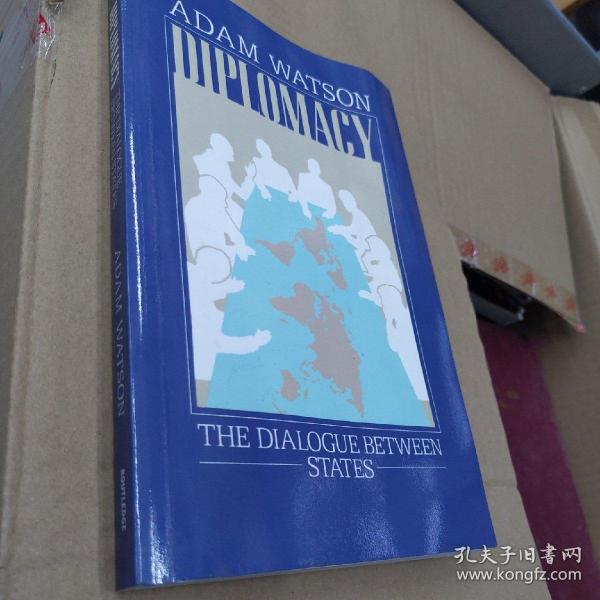 ADAM WATSON
DIPLOMACY
THE DIALOGUE BETWEEN
STATES
ADAM WATSON
ROUTLEDGE
孔夫子旧书网
www.kongfz.com